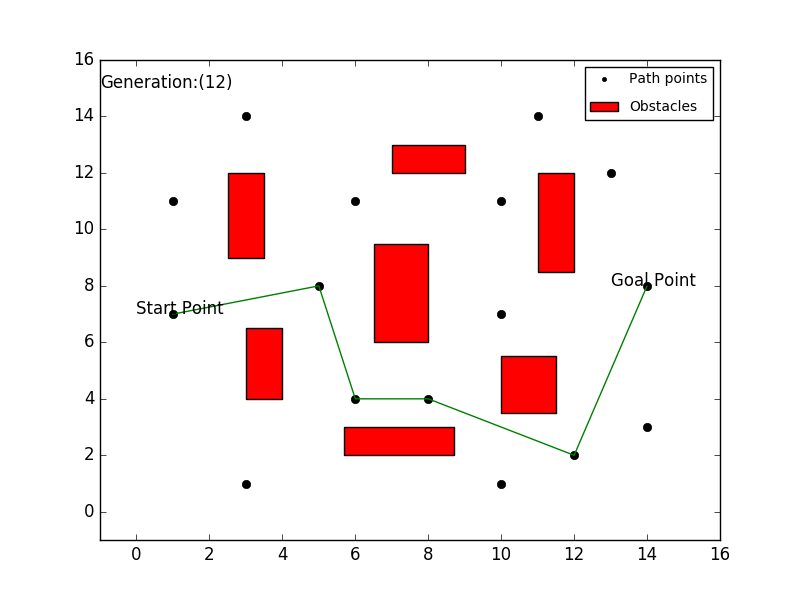 16
Generation:(12)
Path points
Obstacles
14
12
10
8
Goal Point
Start Point
6
4
2
0
0 2 4 6 8 10 12 14 16